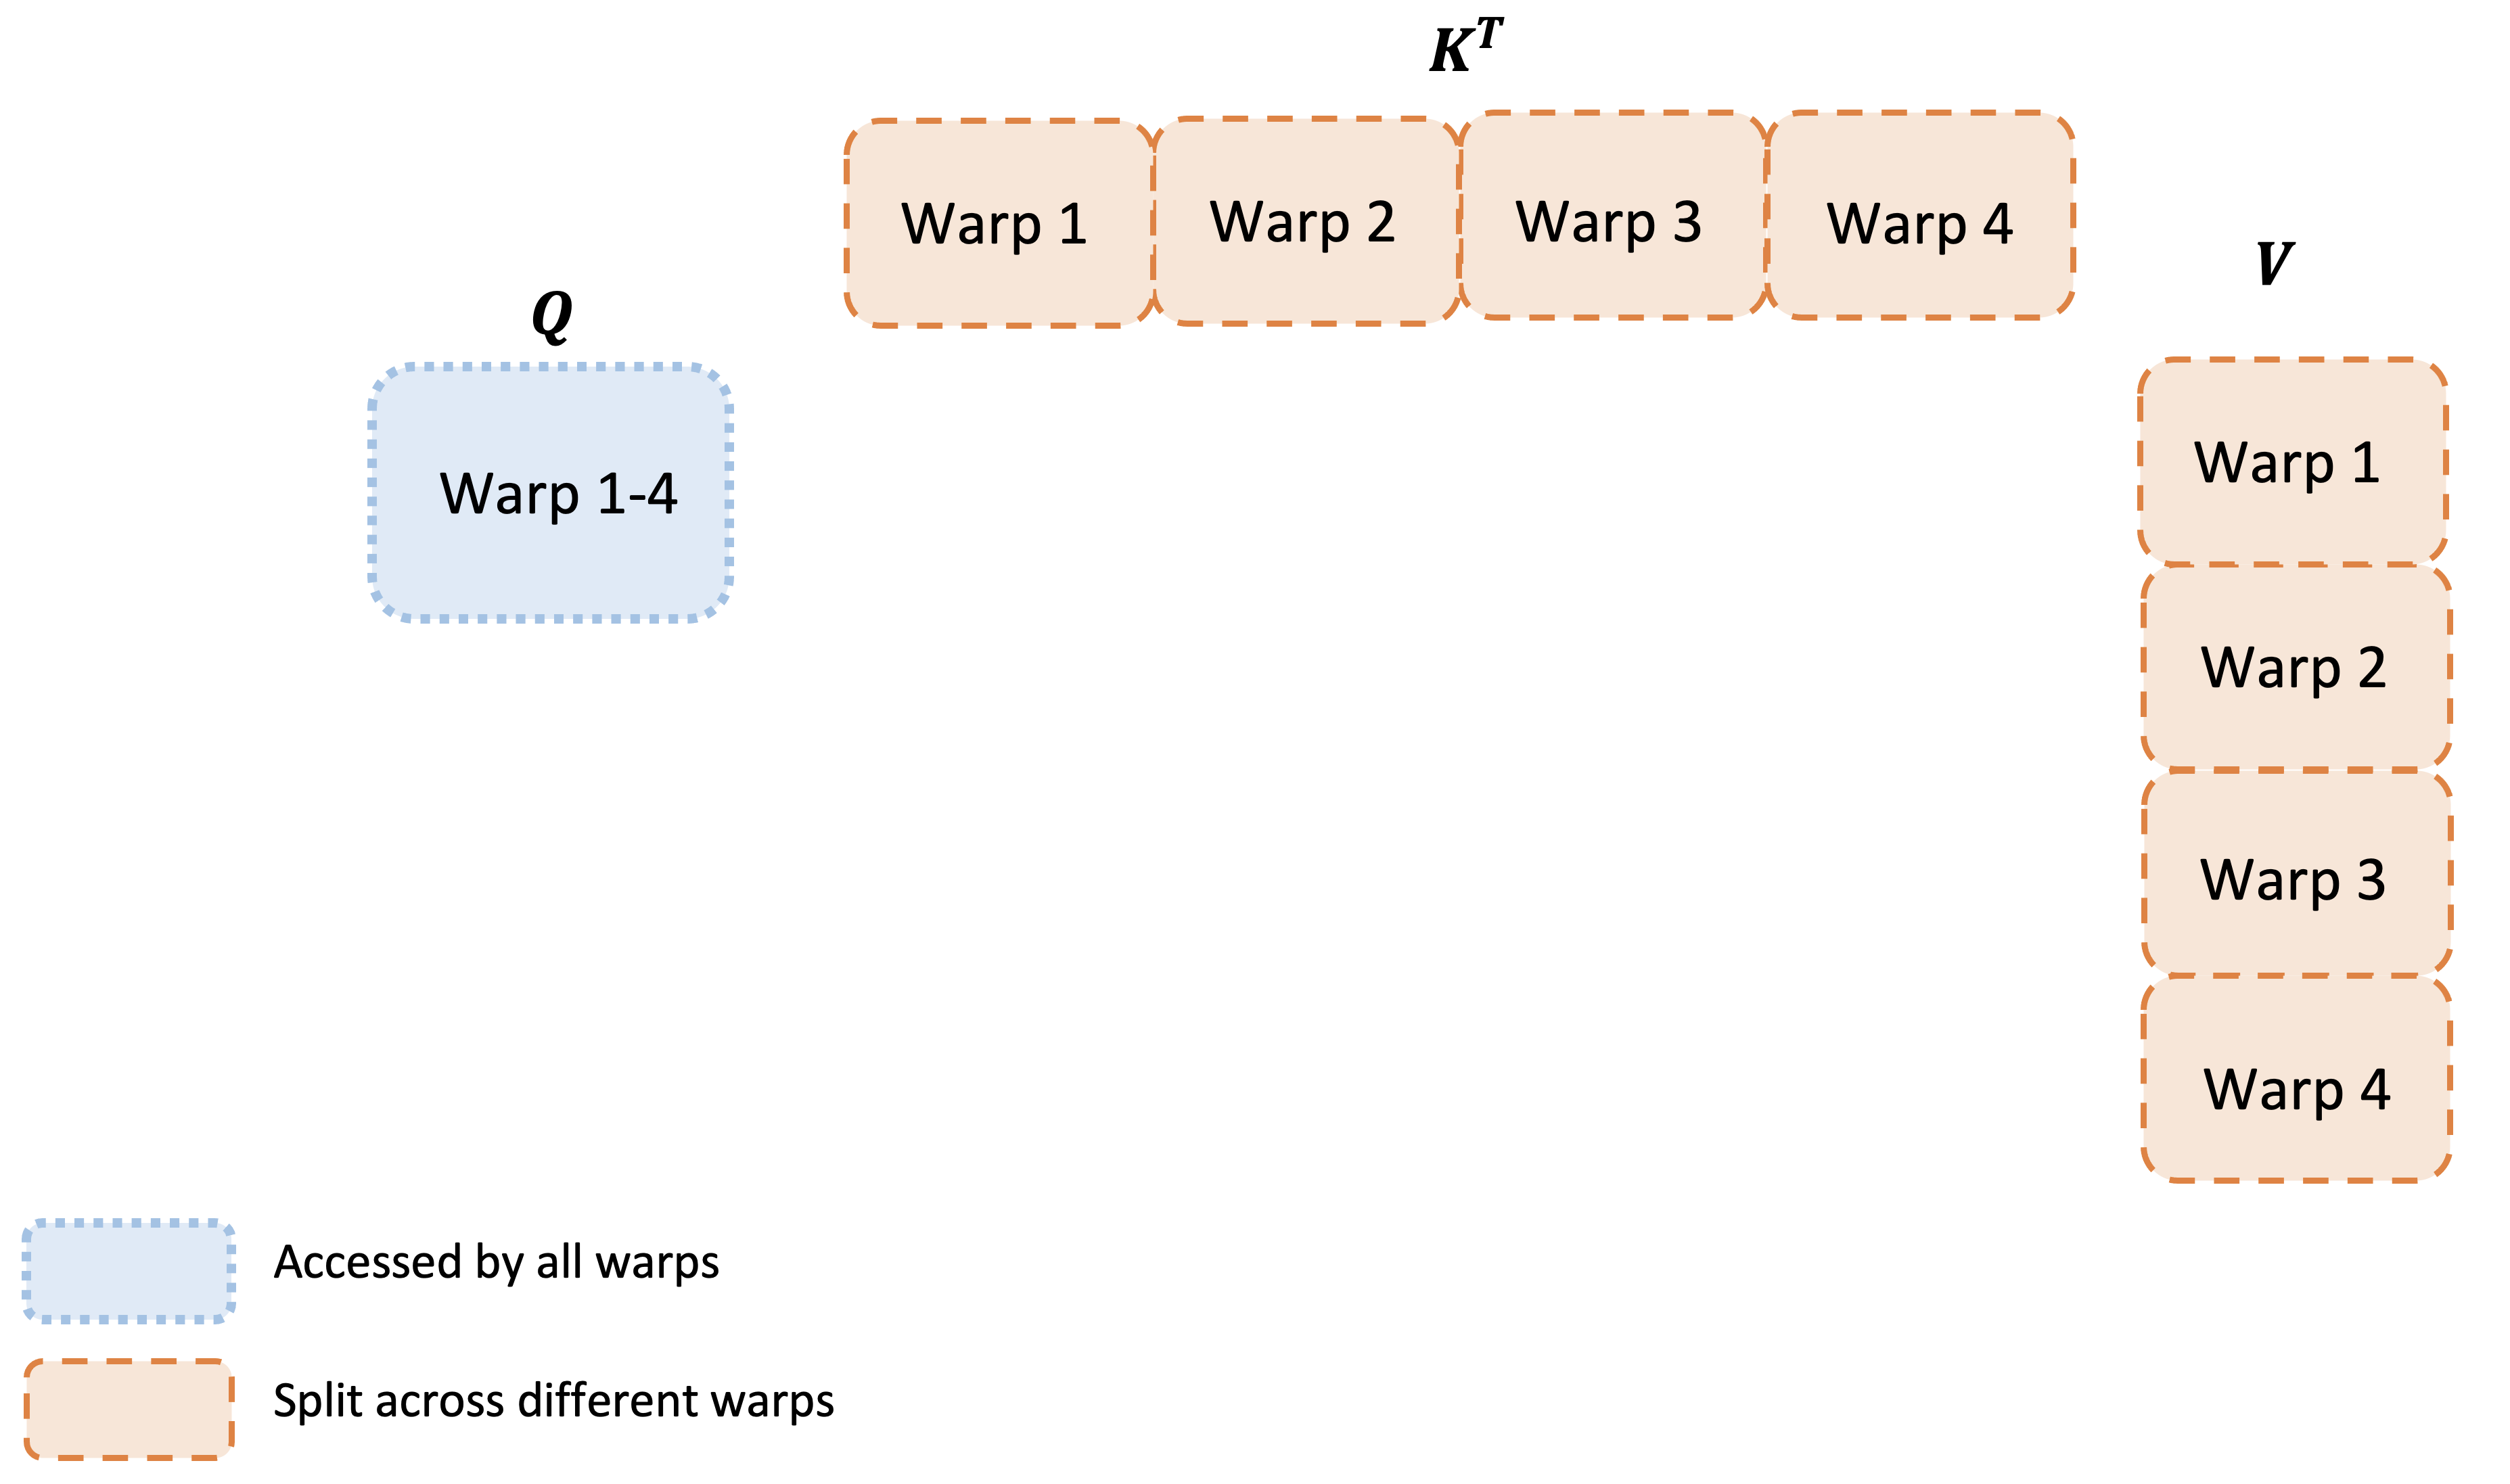 K^T
Warp 1 Warp 2 Warp 3 Warp 4
Q
Warp 1-4
V
Warp 1
Warp 2
Warp 3
Warp 4
Accessed by all warps
Split across different warps